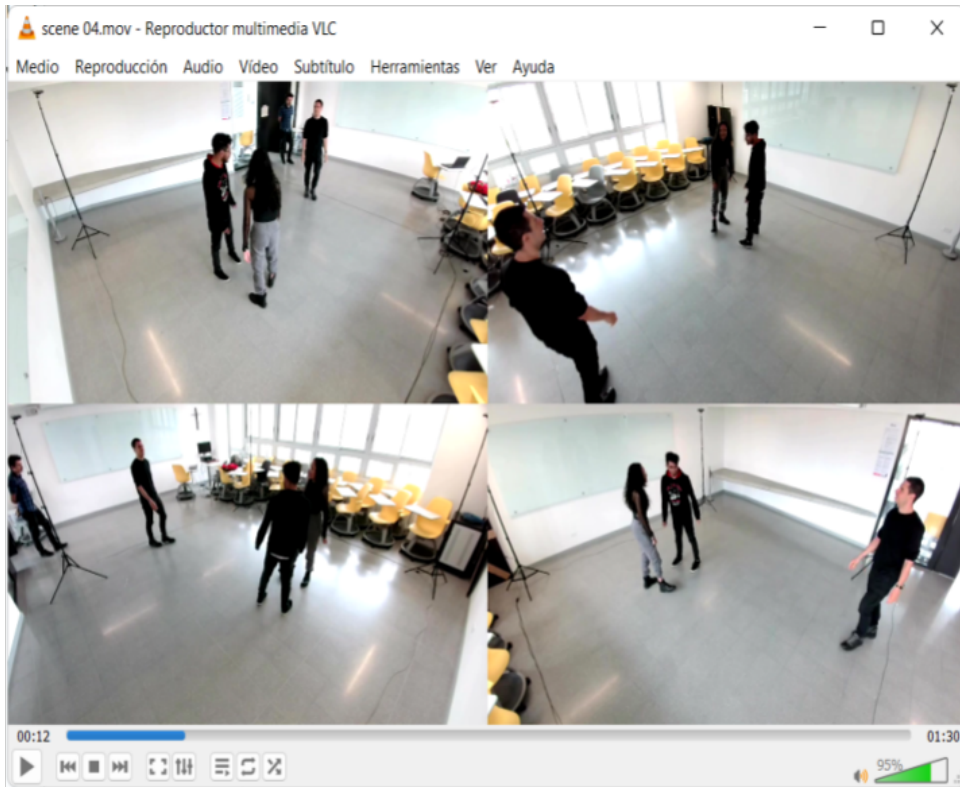 scene 04.mov - Reproductor multimedia VLC
Medio Reproducción Audio Vídeo Subtítulo Herramientas Ver Ayuda
00:12 01:30
95%